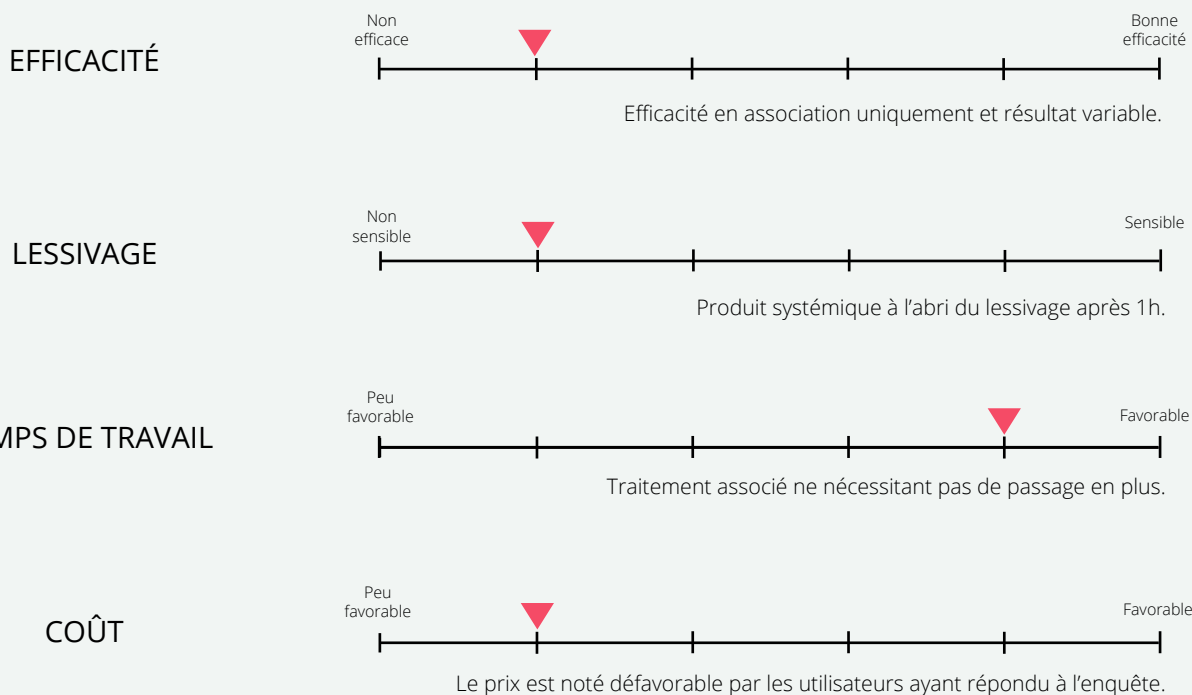 Non
efficace
Bonne
efficacité
EFFICACITÉ
Efficacité en association uniquement et résultat variable.
Non
sensible
Sensible
LESSIVAGE
Produit systémique à l’abri du lessivage après 1h.
Peu
favorable
Favorable
MPS DE TRAVAIL
Traitement associé ne nécessitant pas de passage en plus.
Peu
favorable
Favorable
COÛT
Le prix est noté défavorable par les utilisateurs ayant répondu à l’enquête.